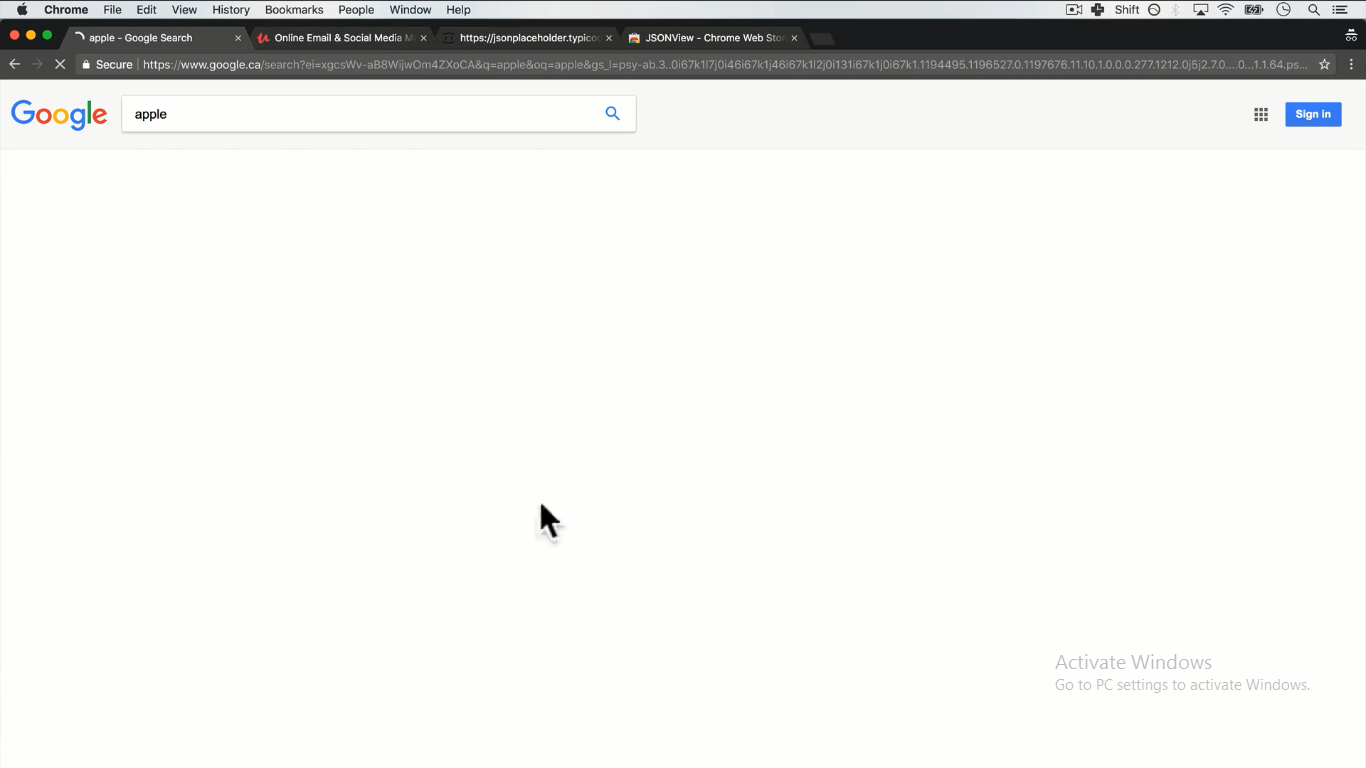 Chrome File Edit View History Bookmarks People Window Help Shift
apple - Google Search Online Email & Social Media M https://jsonplaceholder.typico JSONView - Chrome Web Stor
Secure https://www.google.ca/search?ei=xgcsWv-aB8WijwOm4ZXoCA&q=apple&oq=apple&gs_l=psy-ab.3..0i67k1l7j0i46i67k1j46i67k1l2j0i131i67k1j0i67k1.1194495.1196527.0.1197676.11.10.1.0.0.0.277.1212.0j5j2.7.0....0...1.1.64.ps...
Google apple Sign in
Activate Windows
Go to PC settings to activate Windows.